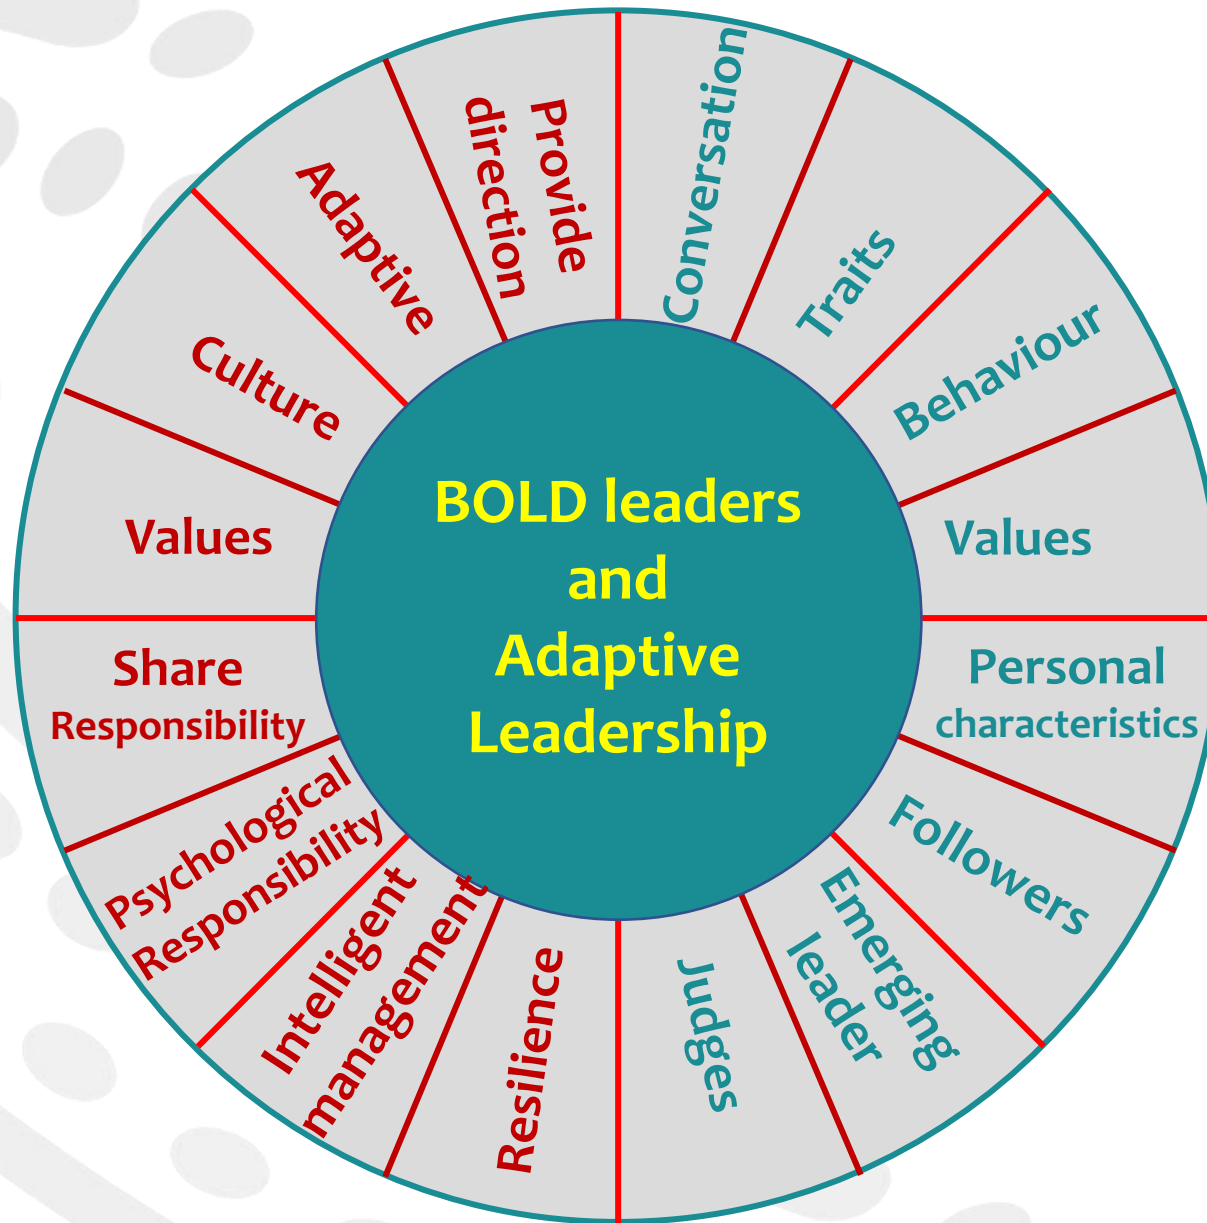 BOLD leaders
and
Adaptive
Leadership
Conversation
Traits
Behaviour
Values
Personal
characteristics
Followers
Emerging
leader
Judges
Resilience
Intelligent
management
Psychological
Responsibility
Share
Responsibility
Values
Culture
Adaptive
Provide
direction